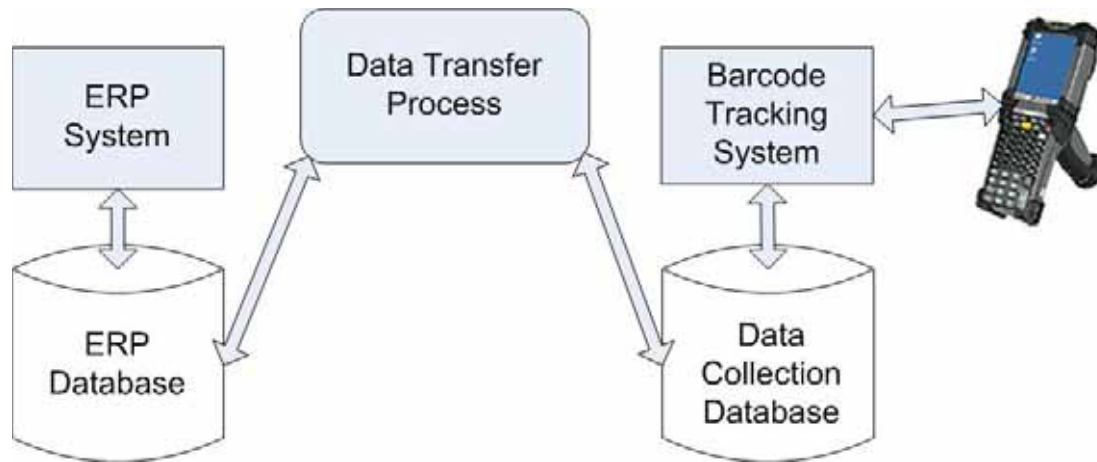 ERP
System
Data Transfer
Process
Barcode
Tracking
System
ERP
Database
Data
Collection
Database